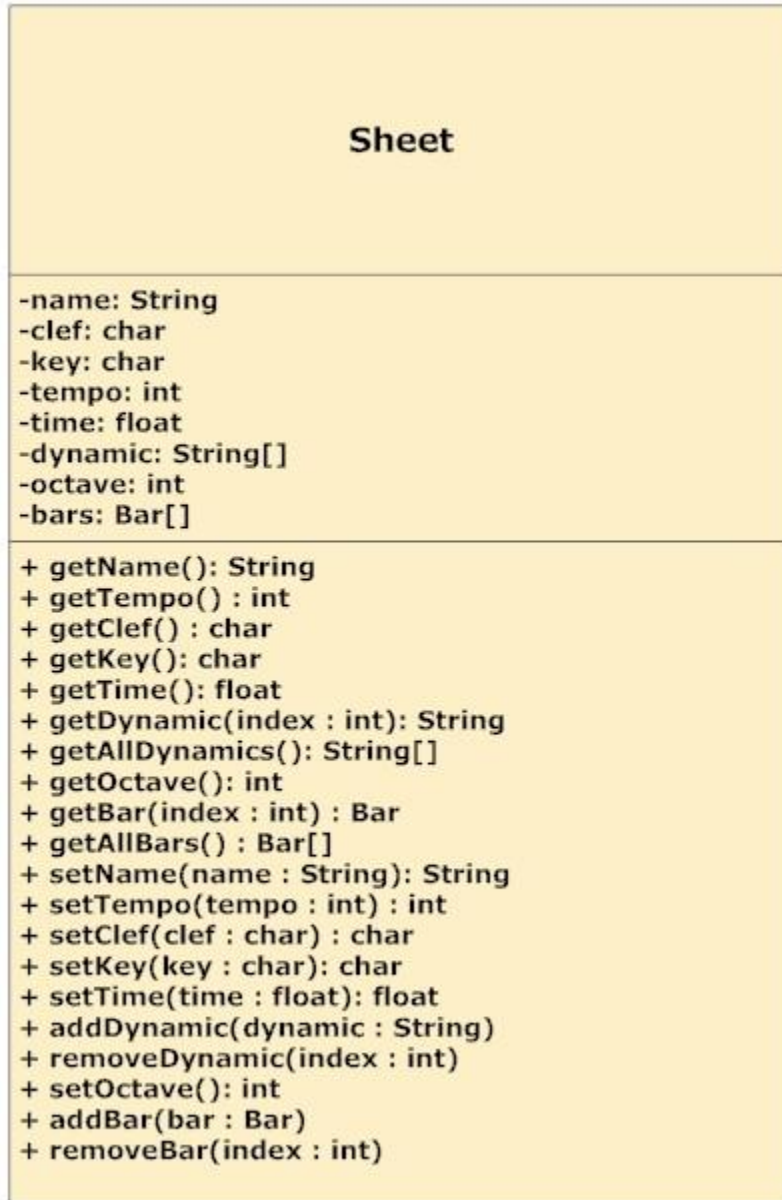 Sheet
-name: String
-clef: char
-key: char
-tempo: int
-time: float
-dynamic: String[]
-octave: int
-bars: Bar[]
+ getName(): String
+ getTempo() : int
+ getClef() : char
+ getKey(): char
+ getTime(): float
+ getDynamic(index : int): String
+ getAllDynamics(): String[]
+ getOctave(): int
+ getBar(index : int) : Bar
+ getAllBars() : Bar[]
+ setName(name : String): String
+ setTempo(tempo : int) : int
+ setClef(clef : char) : char
+ setKey(key : char): char
+ setTime(time : float): float
+ addDynamic(dynamic : String)
+ removeDynamic(index : int)
+ setOctave(): int
+ addBar(bar : Bar)
+ removeBar(index : int)